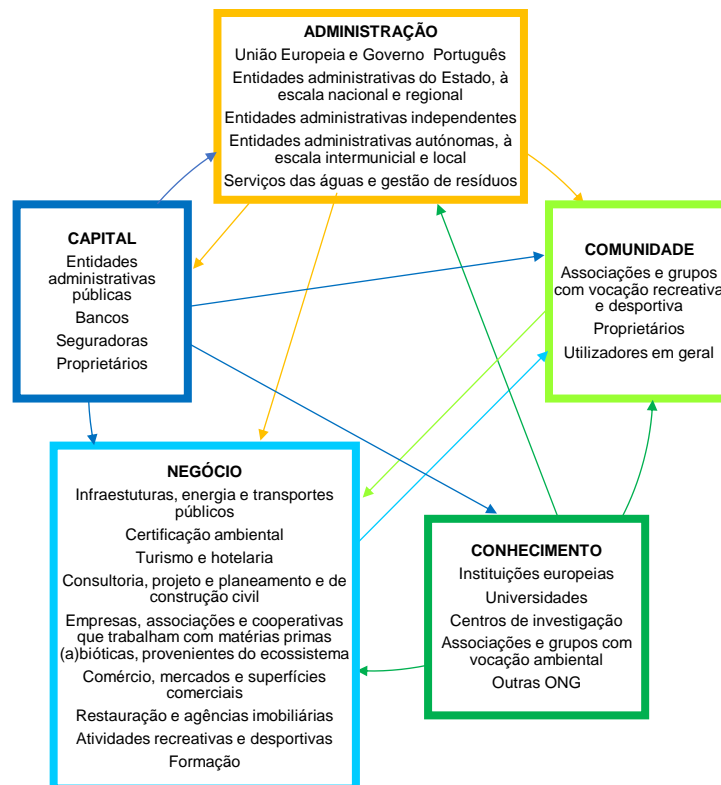 ADMINISTRAÇÃO
União Europeia e Governo Português
Entidades administrativas do Estado, à
escala nacional e regional
Entidades administrativas independentes
Entidades administrativas autónomas, à
escala intermunicial e local
Serviços das águas e gestão de resíduos
CAPITAL
Entidades
administrativas
públicas
Bancos
Seguradoras
Proprietários
COMUNIDADE
Associações e grupos
com vocação recreativa
e desportiva
Proprietários
Utilizadores em geral
NEGÓCIO
Infraestuturas, energia e transportes
públicos
Certificação ambiental
Turismo e hotelaria
Consultoria, projeto e planeamento e de
construção civil
Empresas, associações e cooperativas
que trabalham com matérias primas
(a)bióticas, provenientes do ecossistema
Comércio, mercados e superfícies
comerciais
Restauração e agências imobiliárias
Atividades recreativas e desportivas
Formação
CONHECIMENTO
Instituições europeias
Universidades
Centros de investigação
Associações e grupos com
vocação ambiental
Outras ONG